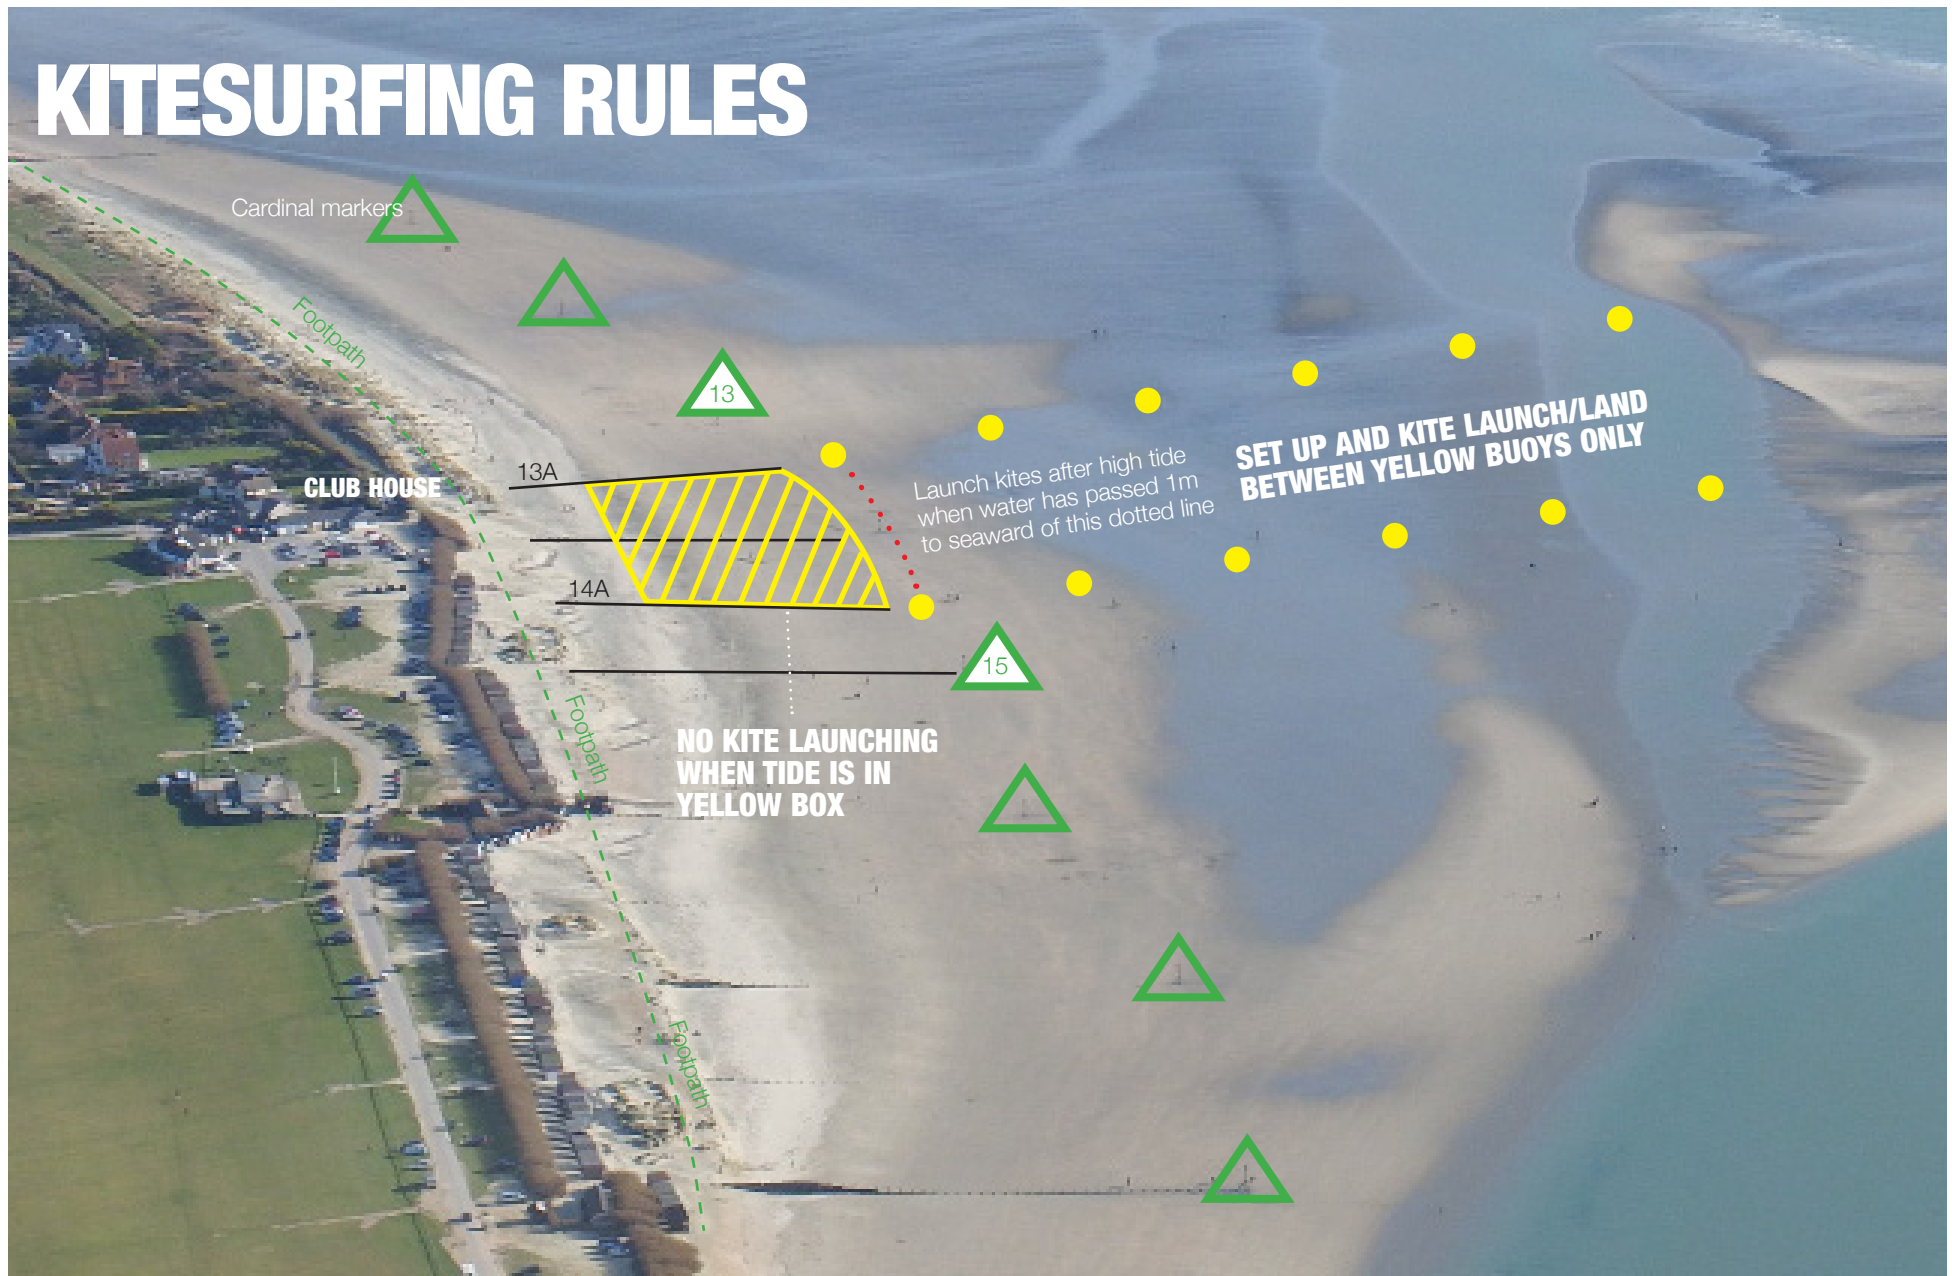 KITESURFING RULES
Cardinal markers
Footpath
13
13A
CLUB HOUSE
14A
Launch kites after high tide
when water has passed 1m
to seaward of this dotted line
SET UP AND KITE LAUNCH/LAND
BETWEEN YELLOW BUOYS ONLY
15
Footpath
NO KITE LAUNCHING
WHEN TIDE IS IN
YELLOW BOX
Footpath